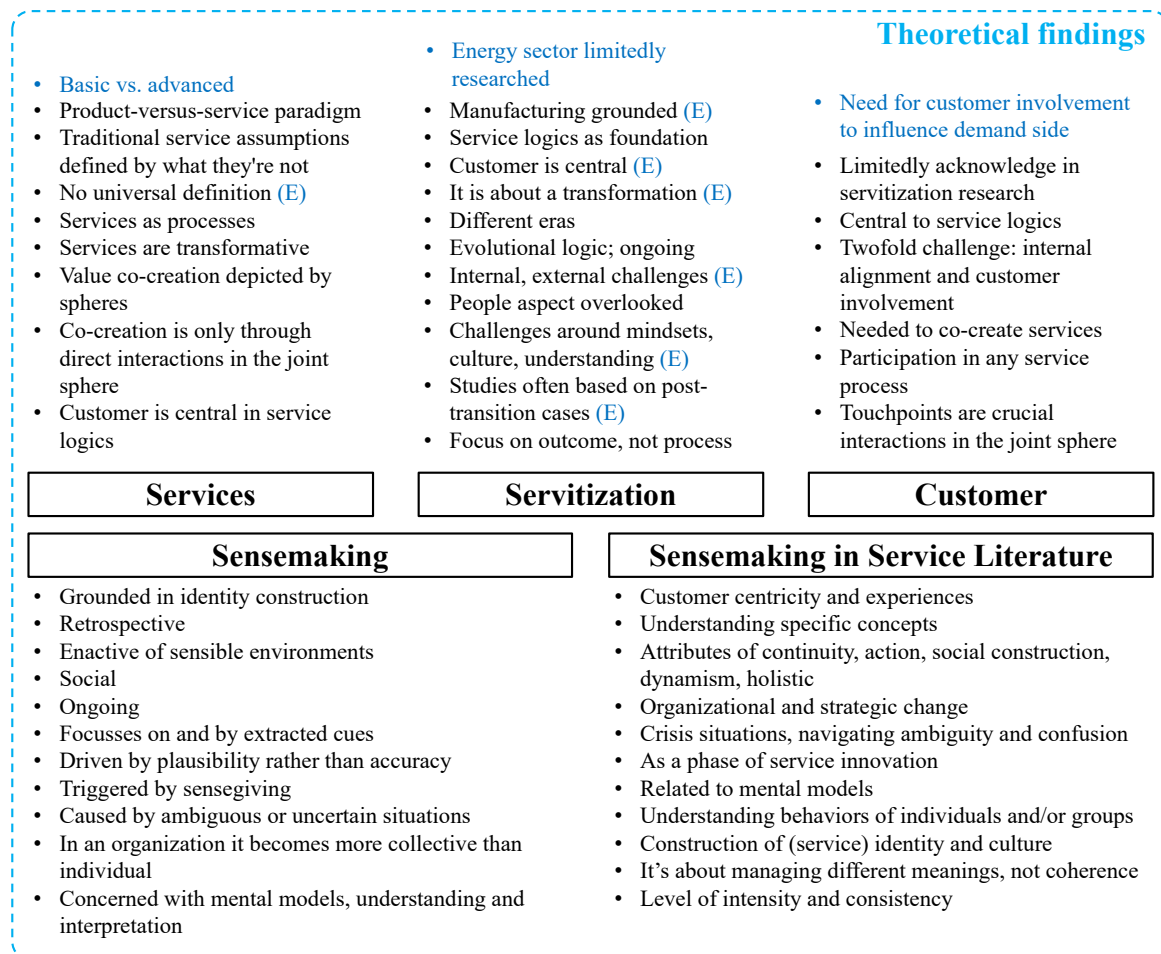 Theoretical findings
• Basic vs. advanced
• Product-versus-service paradigm
• Traditional service assumptions
defined by what they're not
• No universal definition (E)
• Services as processes
• Services are transformative
• Value co-creation depicted by
spheres
• Co-creation is only through
direct interactions in the joint
sphere
• Customer is central in service
logics
• Energy sector limitedly
researched
• Manufacturing grounded (E)
• Service logics as foundation
• Customer is central (E)
• It is about a transformation (E)
• Different eras
• Evolutional logic; ongoing
• Internal, external challenges (E)
• People aspect overlooked
• Challenges around mindsets,
culture, understanding (E)
• Studies often based on post-
transition cases (E)
• Focus on outcome, not process
• Need for customer involvement
to influence demand side
• Limitedly acknowledge in
servitization research
• Central to service logics
• Twofold challenge: internal
alignment and customer
involvement
• Needed to co-create services
• Participation in any service
process
• Touchpoints are crucial
interactions in the joint sphere
Services
Servitization
Customer
Sensemaking
• Grounded in identity construction
• Retrospective
• Enactive of sensible environments
• Social
• Ongoing
• Focusses on and by extracted cues
• Driven by plausibility rather than accuracy
• Triggered by sensegiving
• Caused by ambiguous or uncertain situations
• In an organization it becomes more collective than
individual
• Concerned with mental models, understanding and
interpretation
Sensemaking in Service Literature
• Customer centricity and experiences
• Understanding specific concepts
• Attributes of continuity, action, social construction,
dynamism, holistic
• Organizational and strategic change
• Crisis situations, navigating ambiguity and confusion
• As a phase of service innovation
• Related to mental models
• Understanding behaviors of individuals and/or groups
• Construction of (service) identity and culture
• It’s about managing different meanings, not coherence
• Level of intensity and consistency